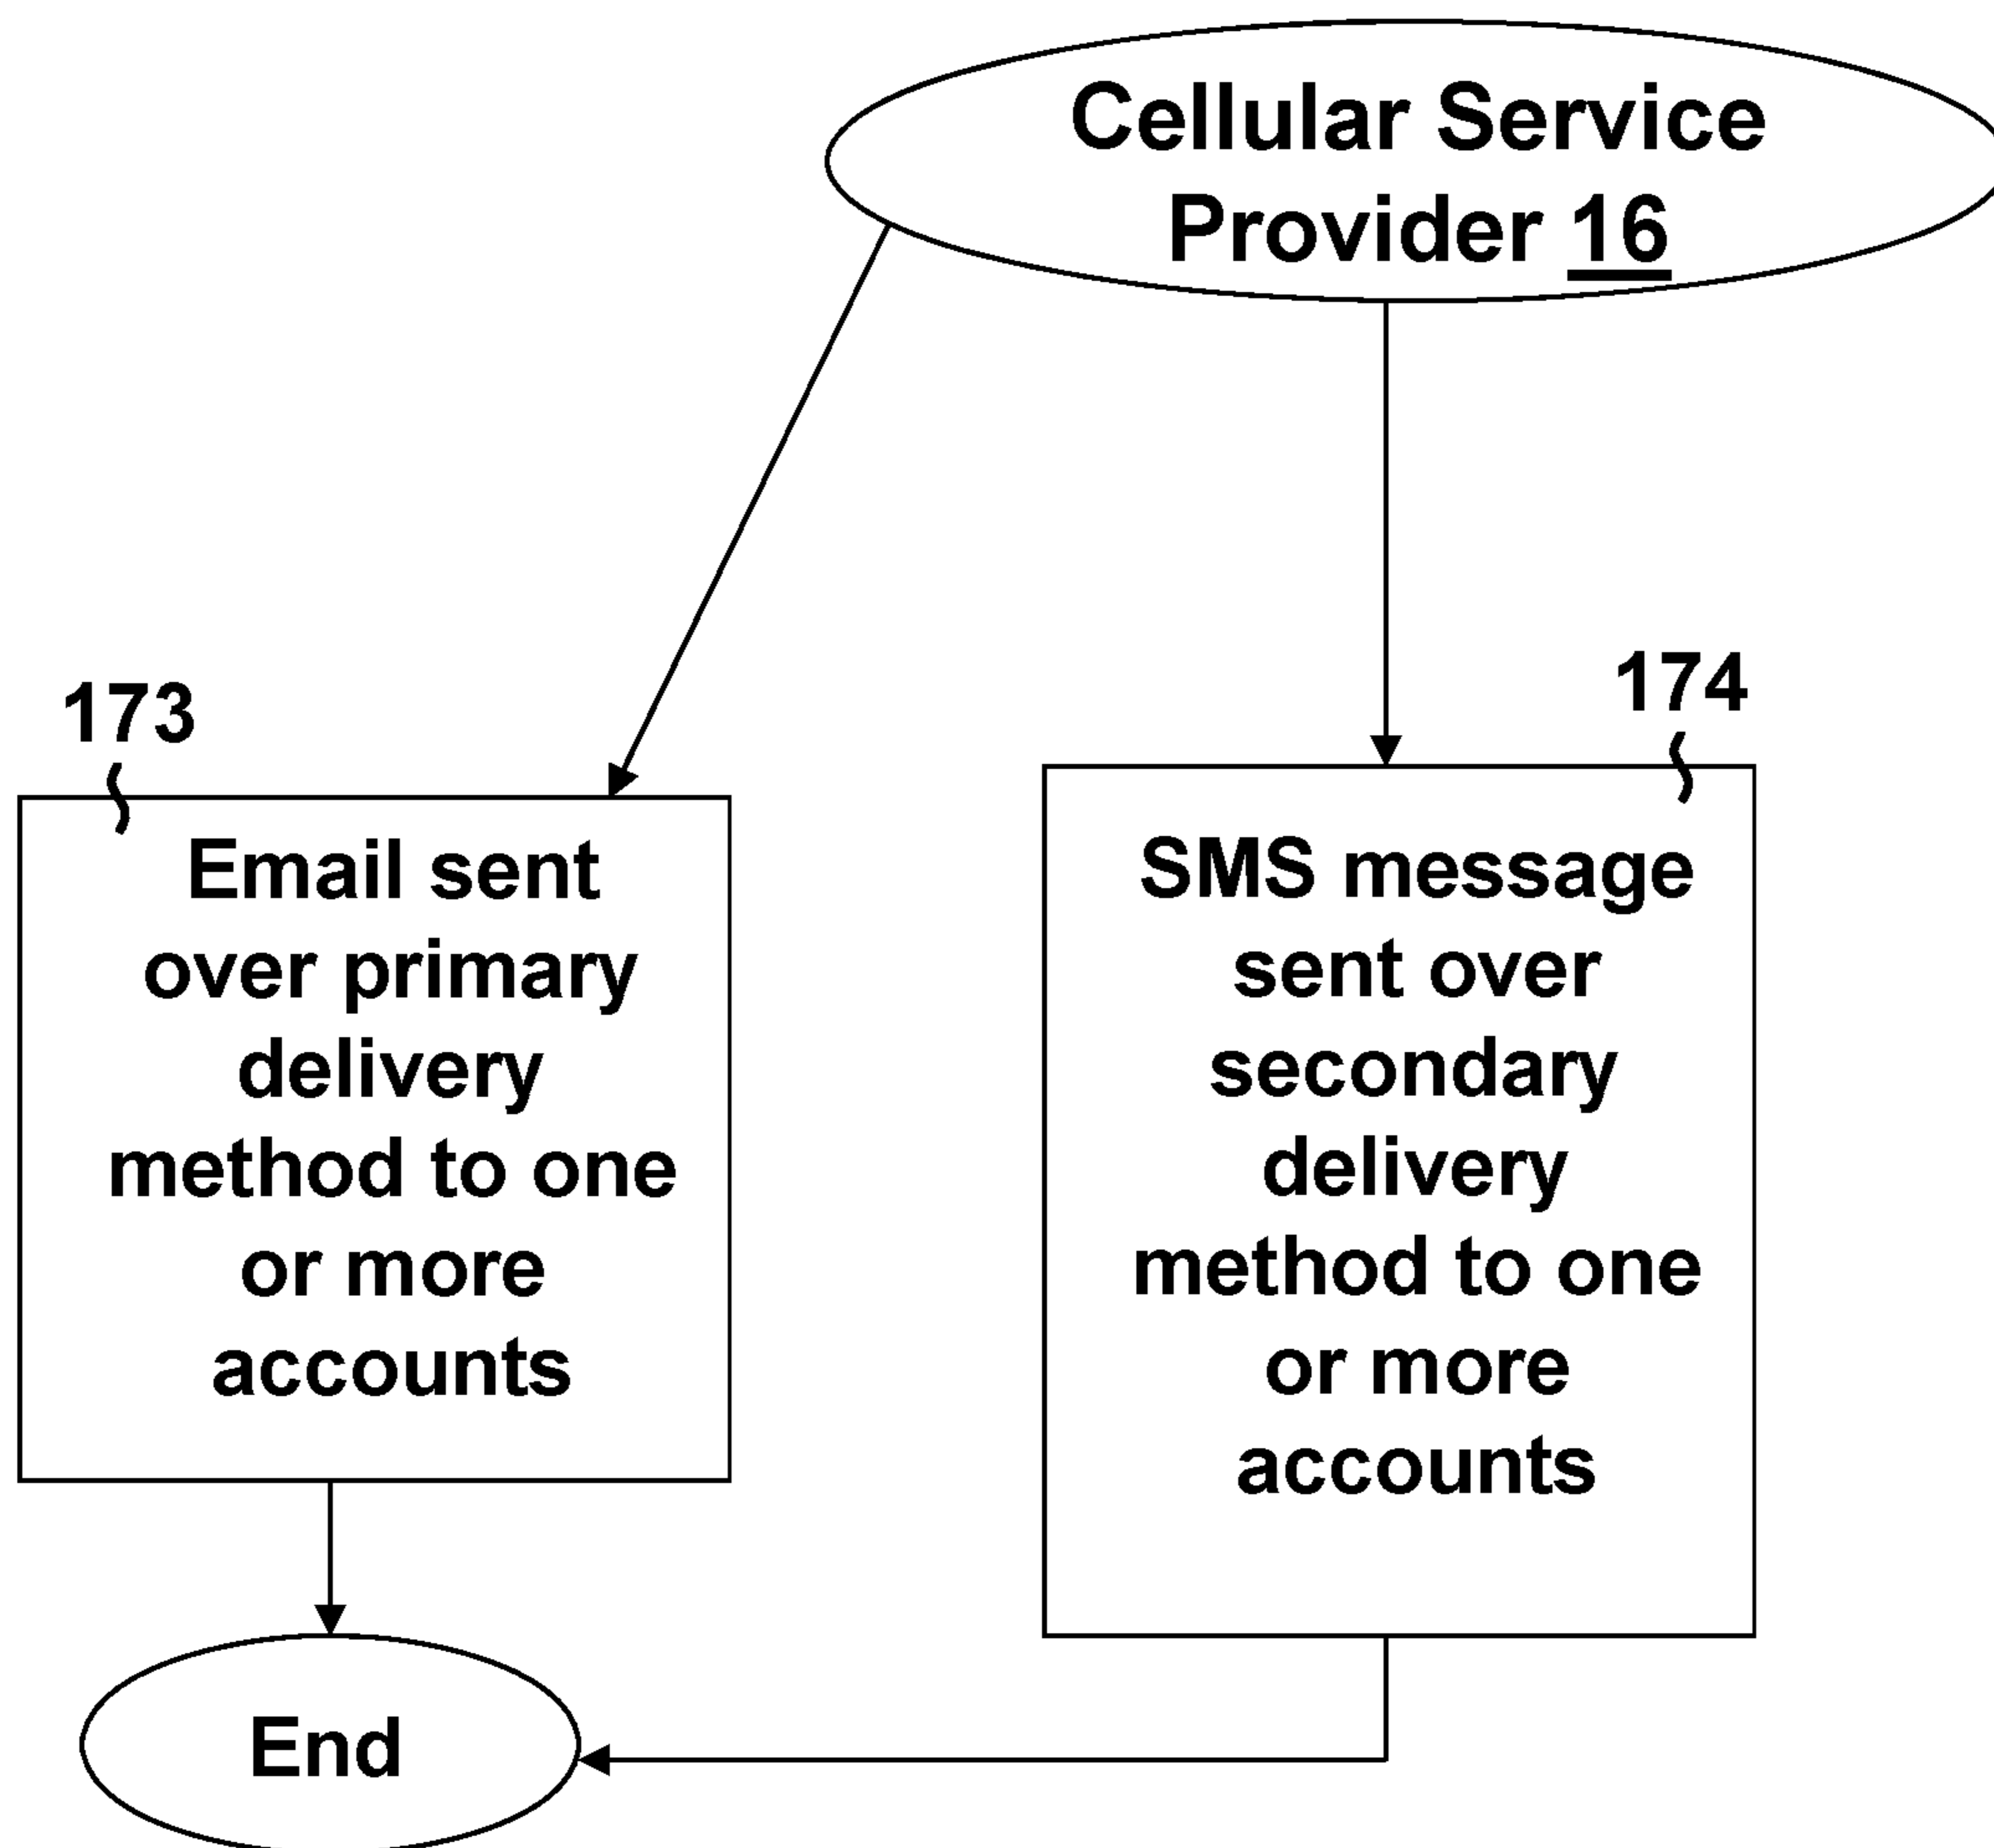 Cellular Service
Provider 16
173
Email sent
over primary
delivery
method to one
or more
accounts
174
SMS message
sent over
secondary
delivery
method to one
or more
accounts
End